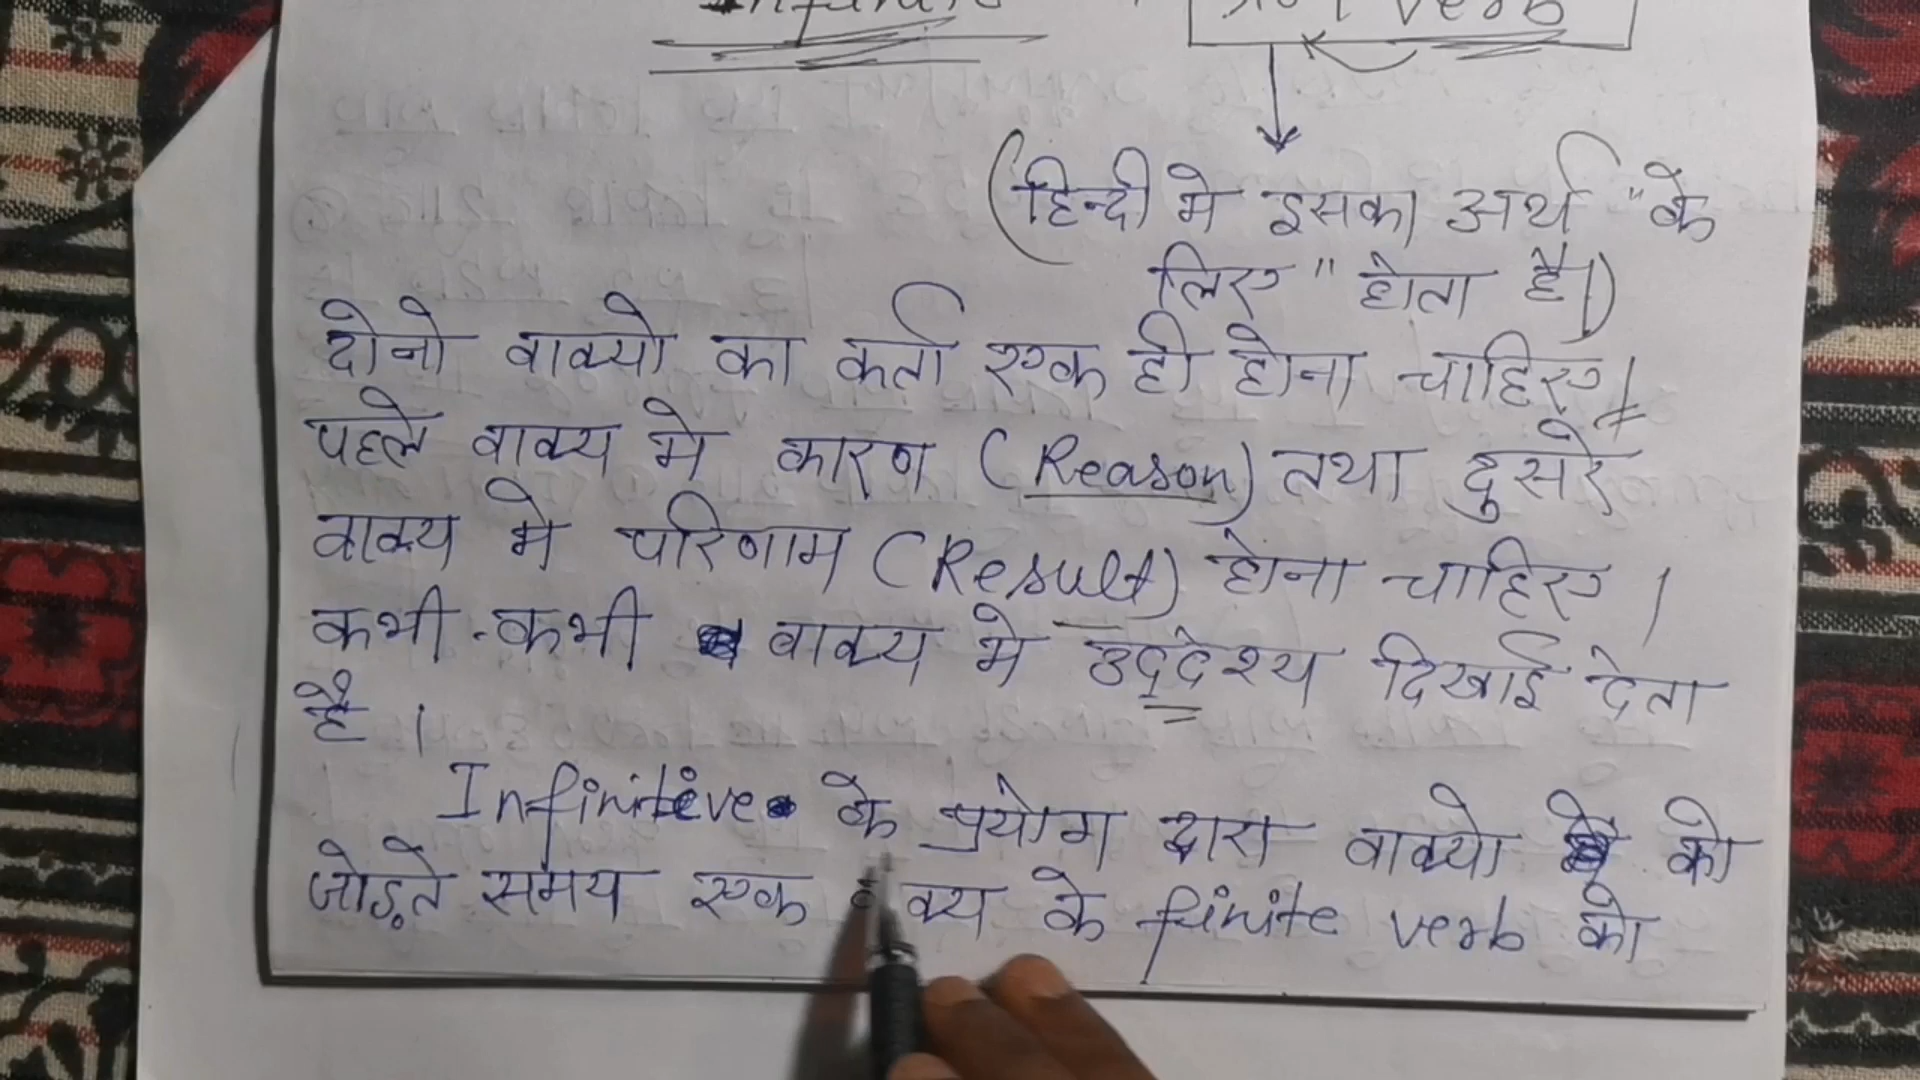 verb
(हिन्दी मे इसका अर्थ "के
लिए" होता है।)
दोनो वाक्यो का कर्ता एक ही होना चाहिए।
पहले वाक्य मे कारण (Reason) तथा दुसरे
वाक्य मे परिणाम (Result) होना चाहिए।
कभी-कभी वाक्य मे उद्देश्य दिखाई देता
है।
Infinitive के प्रयोग द्वारा वाक्यो को
जोड़ते समय एक के finite verb को